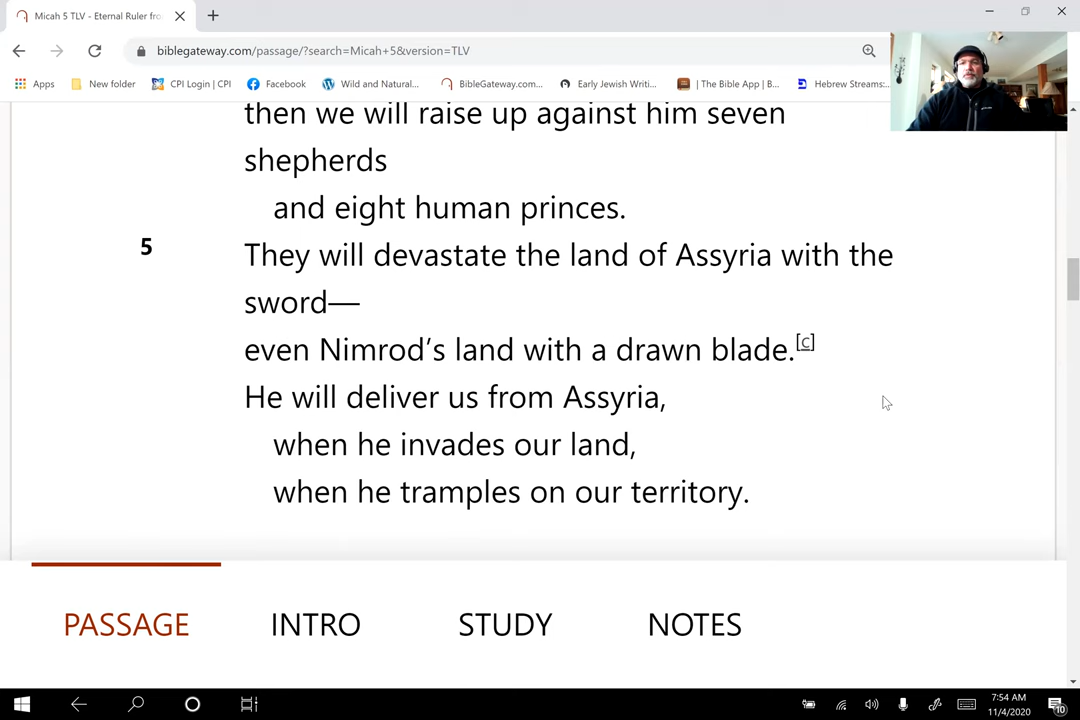 Micah 5 TLV - Eternal Ruler fro
biblegateway.com/passage/?search=Micah+5&version=TLV
Apps New folder CPI Login | CPI Facebook Wild and Natural... BibleGateway.com... Early Jewish Writi... | The Bible App | B... Hebrew Streams:...
then we will raise up against him seven
shepherds
and eight human princes.
5 They will devastate the land of Assyria with the
sword—
even Nimrod’s land with a drawn blade.[c]
He will deliver us from Assyria,
when he invades our land,
when he tramples on our territory.
PASSAGE INTRO STUDY NOTES
7:54 AM
11/4/2020
10